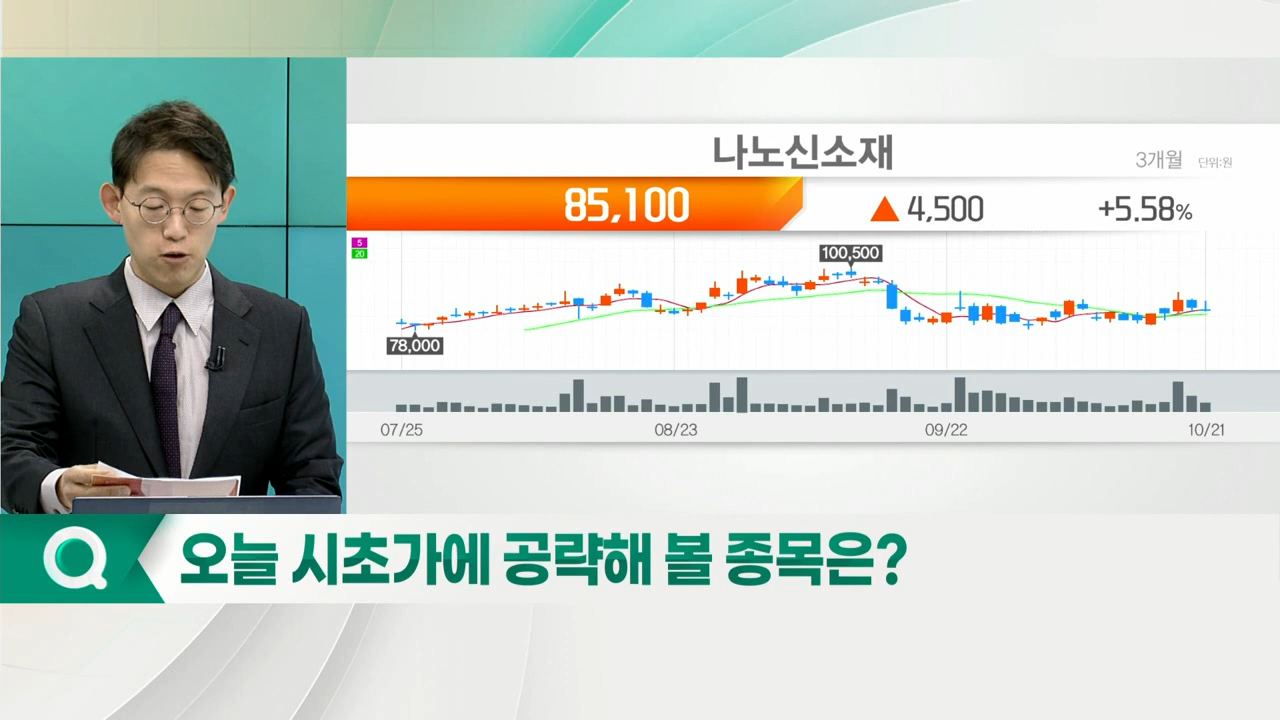 나노신소재
3개월 단위:원
85,100 ▲ 4,500 +5.58%
5
20
100,500
78,000
07/25 08/23 09/22 10/21
Q 오늘 시초가에 공략해 볼 종목은?